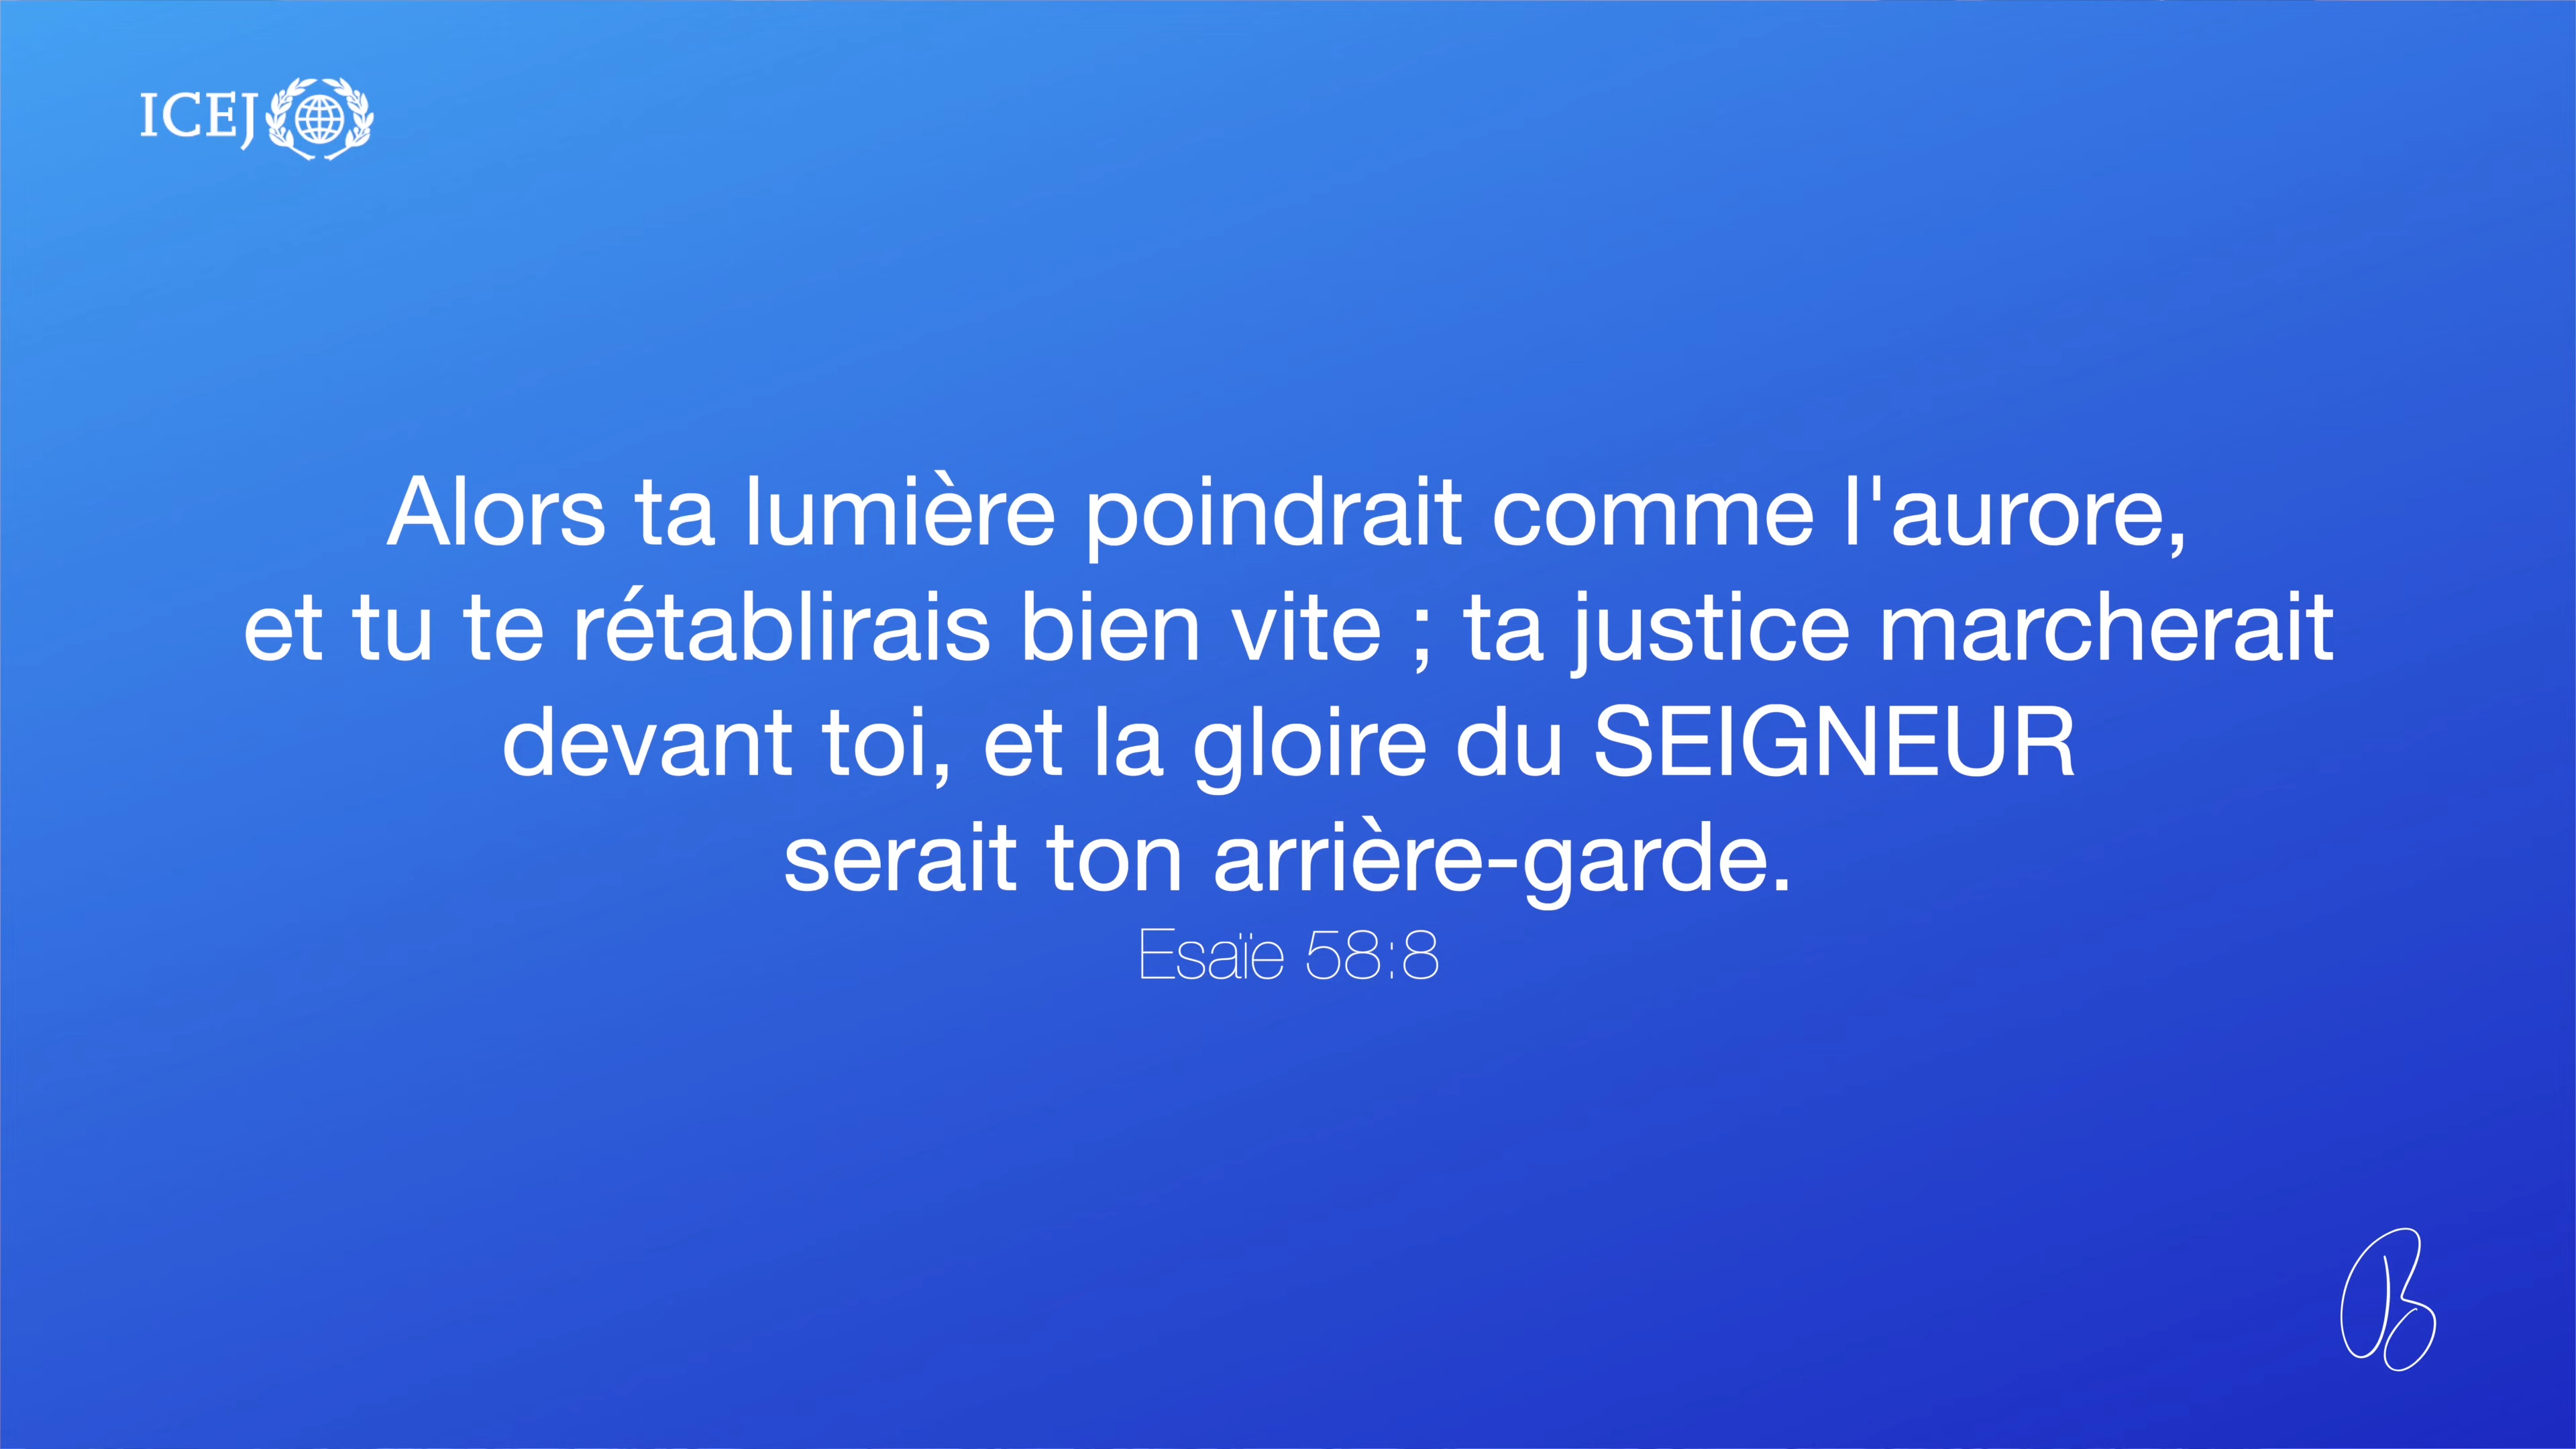 ICEJ
Alors ta lumière poindrait comme l'aurore,
et tu te rétablirais bien vite ; ta justice marcherait
devant toi, et la gloire du SEIGNEUR
serait ton arrière-garde.
Esaïe 58:8
B